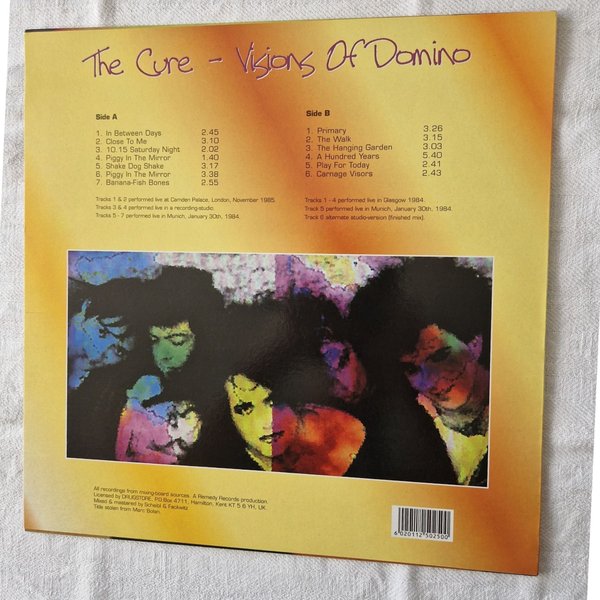 The Cure - Visions Of Domino
Side A
1. In Between Days 2.45
2. Close To Me 3.10
3. 10.15 Saturday Night 2.02
4. Piggy In The Mirror 1.40
5. Shake Dog Shake 3.17
6. Piggy In The Mirror 3.38
7. Banana-Fish Bones 2.55
Tracks 1 & 2 performed live at Camden Palace, London, November 1985.
Tracks 3 & 4 performed live in a recording-studio.
Tracks 5 - 7 performed live in Munich, January 30th, 1984.
Side B
1. Primary 3.26
2. The Walk 3.15
3. The Hanging Garden 3.03
4. A Hundred Years 5.40
5. Play For Today 2.41
6. Carnage Visors 2.43
Tracks 1 - 4 performed live in Glasgow 1984.
Track 5 performed live in Munich, January 30th, 1984.
Track 6 alternate studio-version (finished mix).
All recordings from mixing-board sources. A Remedy Records production.
Licensed by DRUGSTORE, P.O.Box 4711, Hamilton, Kent KT 5 6 YH, UK.
Mixed & mastered by Scheibl & Fackwitz
Title stolen from Marc Bolan.
6 020112 502500